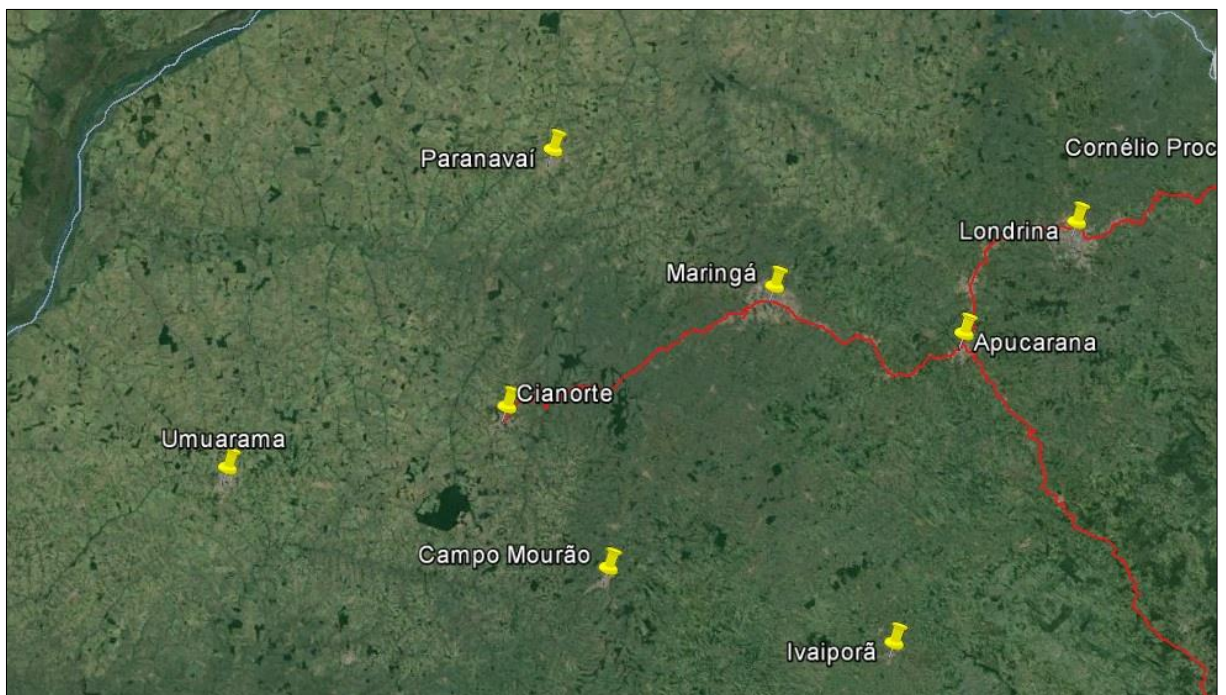 Paranavaí
Cornélio Proc
Londrina
Maringá
Apucarana
Cianorte
Umuarama
Campo Mourão
Ivaiporã